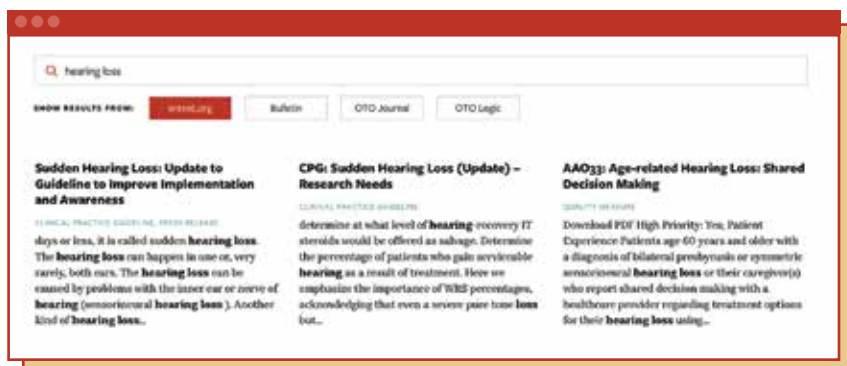 hearing loss
SHOW RESULTS FROM:
entnet.org
Bulletin
OTO Journal
OTO Logic
Sudden Hearing Loss: Update to
Guideline to Improve Implementation
and Awareness
CLINICAL PRACTICE GUIDELINE, PRESS RELEASE
days or less, it is called sudden hearing loss.
The hearing loss can happen in one or, very
rarely, both ears. The hearing loss can be
caused by problems with the inner ear or nerve of
hearing (sensorineural hearing loss ). Another
kind of hearing loss...
CPG: Sudden Hearing Loss (Update) –
Research Needs
CLINICAL PRACTICE GUIDELINE
determine at what level of hearing-recovery IT
steroids would be offered as salvage. Determine
the percentage of patients who gain serviceable
hearing as a result of treatment. Here we
emphasize the importance of WRS percentages,
acknowledging that even a severe pure tone loss
but...
AAO33: Age-related Hearing Loss: Shared
Decision Making
QUALITY MEASURE
Download PDF High Priority: Yes, Patient
Experience Patients age 60 years and older with
a diagnosis of bilateral presbycusis or symmetric
sensorineural hearing loss or their caregiver(s)
who report shared decision making with a
healthcare provider regarding treatment options
for their hearing loss using...